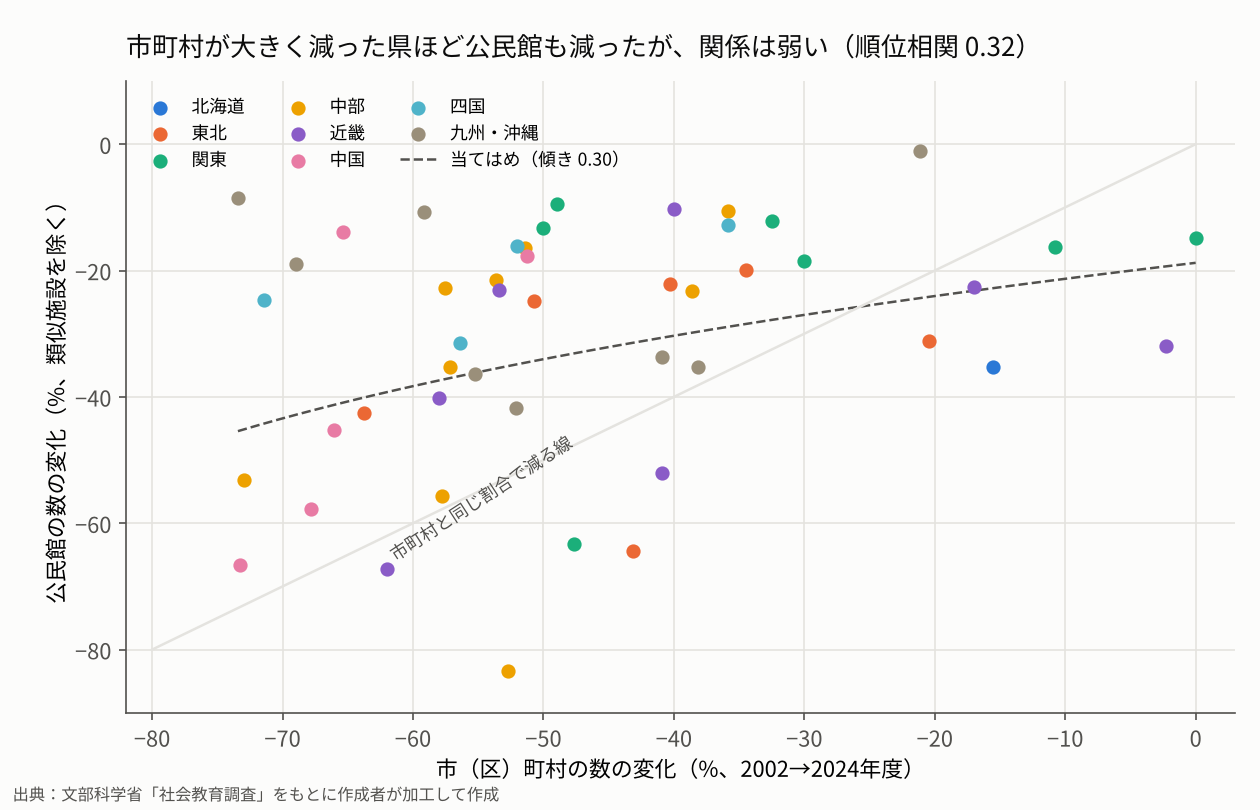 市町村が大きく減った県ほど公民館も減ったが、関係は弱い（順位相関 0.32）
北海道
東北
関東
中部
近畿
中国
四国
九州・沖縄
当てはめ（傾き 0.30）
公民館の数の変化（%、類似施設を除く）
0
−20
−40
−60
−80
市町村と同じ割合で減る線
−80
−70
−60
−50
−40
−30
−20
−10
0
市（区）町村の数の変化（%、2002→2024年度）
出典：文部科学省「社会教育調査」をもとに作成者が加工して作成